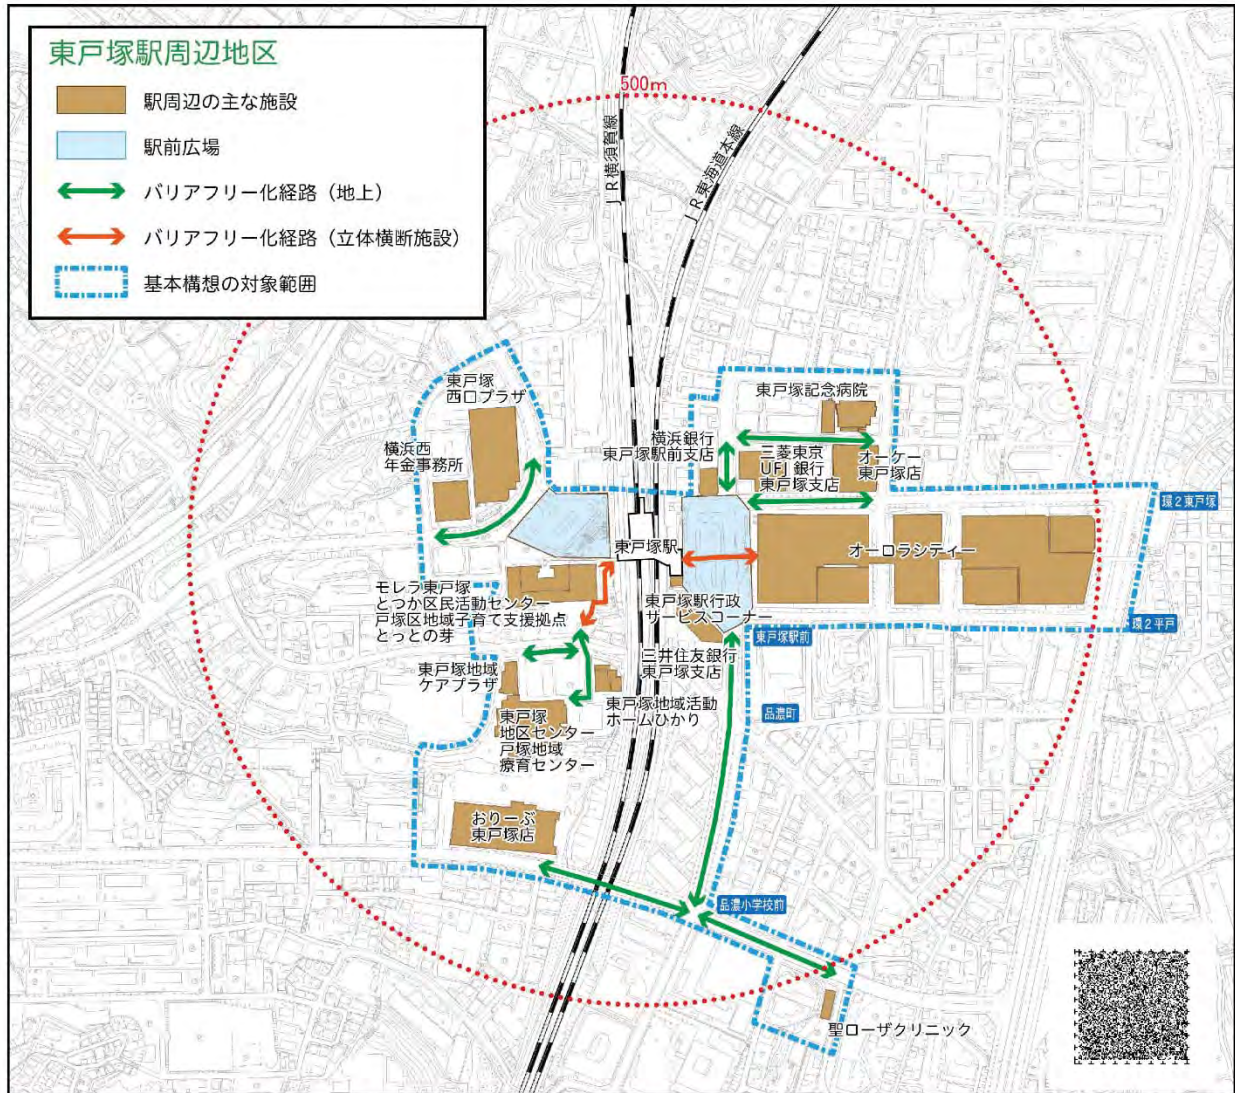 東戸塚駅周辺地区
駅周辺の主な施設
駅前広場
バリアフリー化経路（地上）
バリアフリー化経路（立体横断施設）
基本構想の対象範囲
500m
ＪＲ横須賀線
ＪＲ東海道本線
東戸塚
西口プラザ
横浜西
年金事務所
東戸塚記念病院
横浜銀行
東戸塚駅前支店
三菱東京
UFJ銀行
東戸塚支店
オーケー
東戸塚店
環２東戸塚
東戸塚駅
オーロラシティー
モレラ東戸塚
とつか区民活動センター
戸塚区地域子育て支援拠点
とっとの芽
東戸塚駅行政
サービスコーナー
環２平戸
東戸塚駅前
三井住友銀行
東戸塚支店
東戸塚地域
ケアプラザ
東戸塚地域活動
ホームひかり
品濃町
東戸塚
地区センター
戸塚地域
療育センター
おりーぶ
東戸塚店
品濃小学校前
聖ローザクリニック